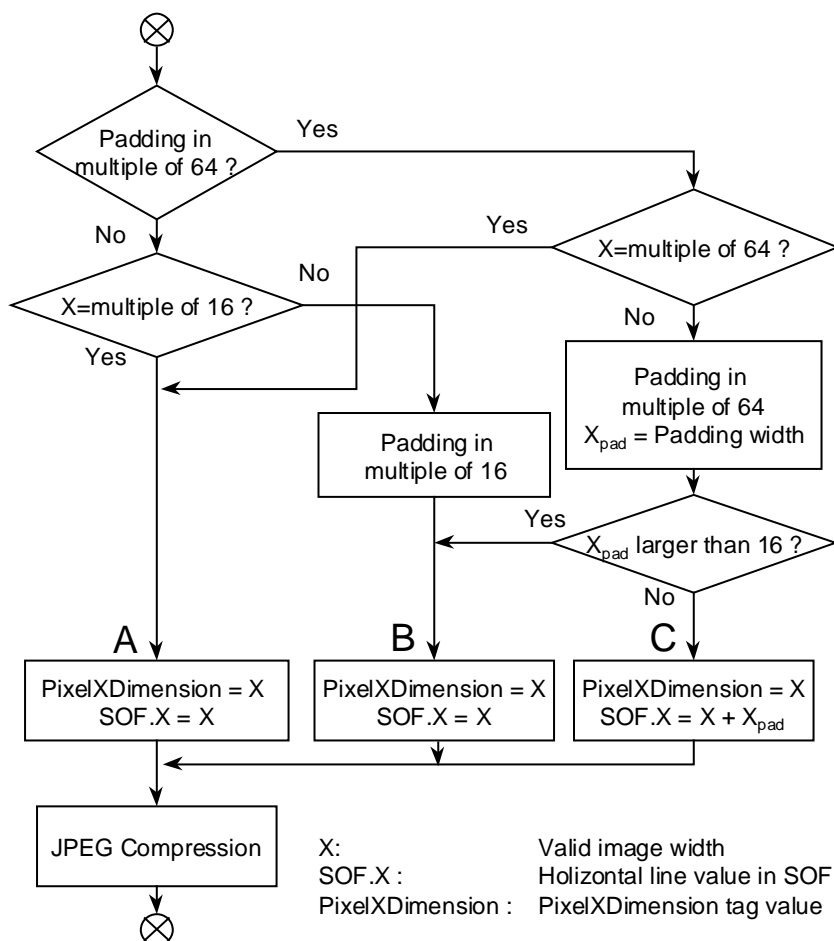 Padding in
multiple of 64 ?
Yes
No
X=multiple of 64 ?
Yes
No
X=multiple of 16 ?
No
Yes
Padding in
multiple of 64
Xpad = Padding width
Padding in
multiple of 16
Xpad larger than 16 ?
Yes
No
A
PixelXDimension = X
SOF.X = X
B
PixelXDimension = X
SOF.X = X
C
PixelXDimension = X
SOF.X = X + Xpad
JPEG Compression
X: Valid image width
SOF.X : Holizontal line value in SOF
PixelXDimension : PixelXDimension tag value